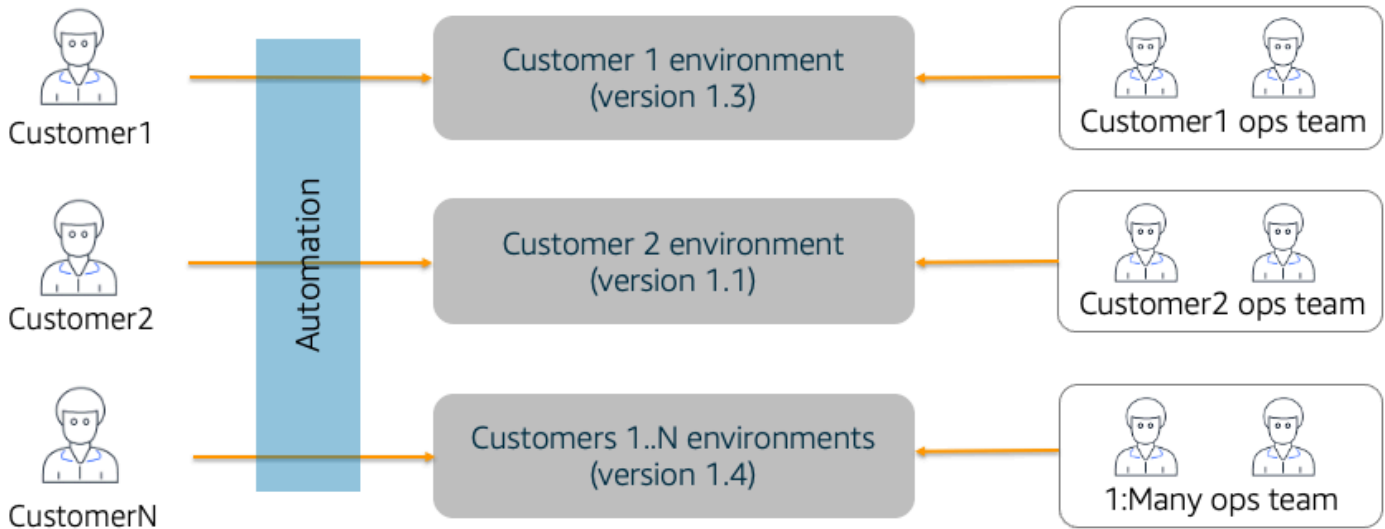 Customer1
Customer 1 environment
(version 1.3)
Customer1 ops team
Automation
Customer2
Customer 2 environment
(version 1.1)
Customer2 ops team
CustomerN
Customers 1..N environments
(version 1.4)
1:Many ops team